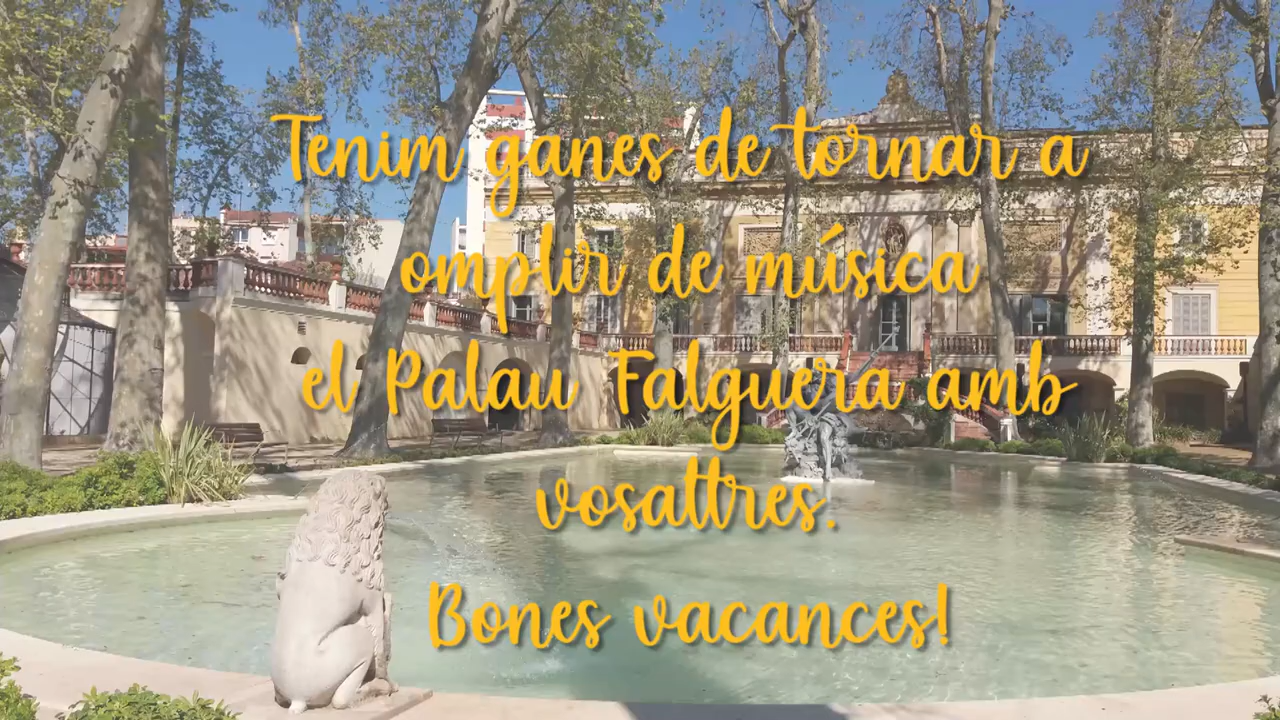 Tenim ganes de tornar a
omplir de música
el Palau Falguera amb
vosaltres.
Bones vacances!